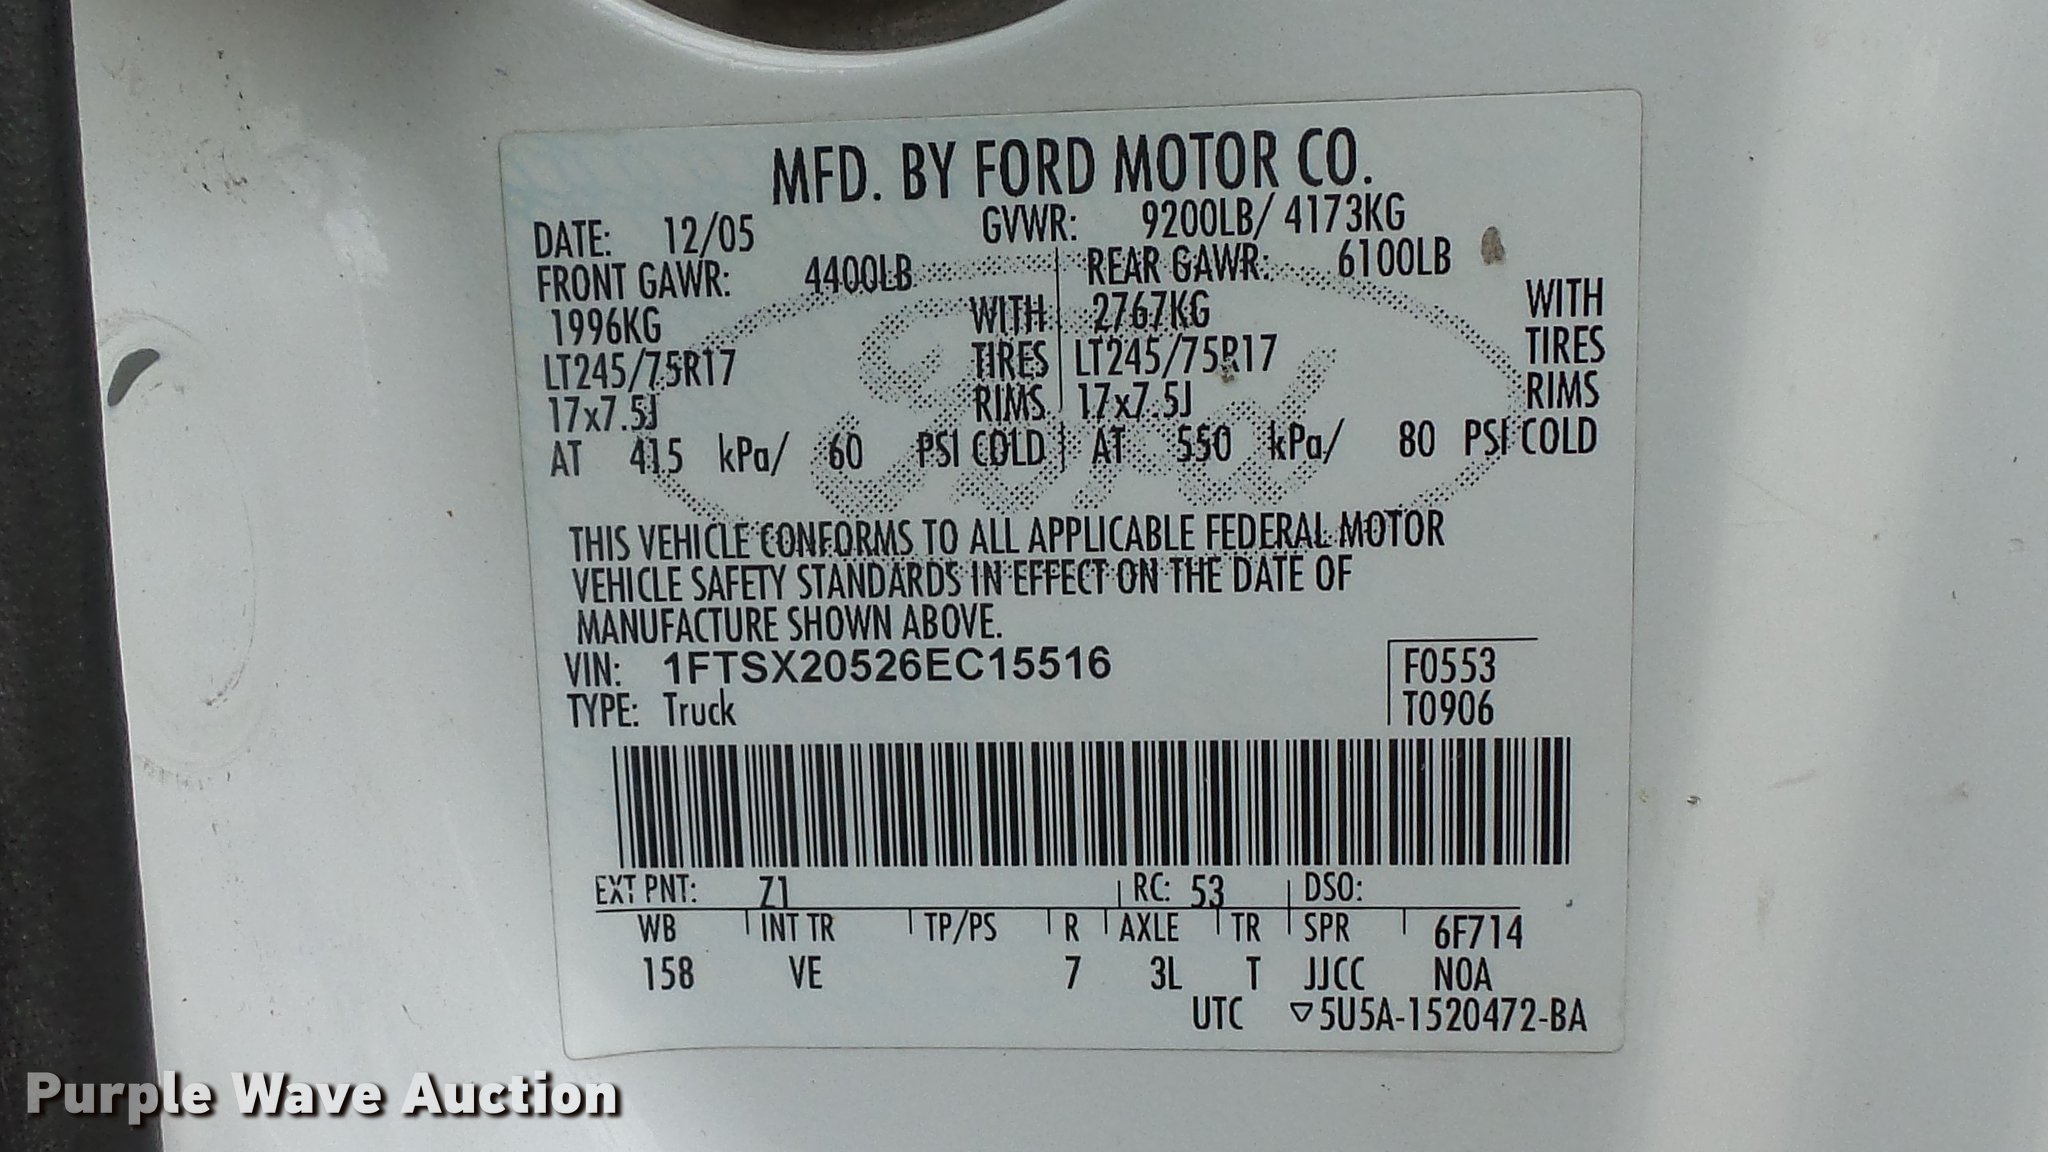 MFD. BY FORD MOTOR CO.
DATE: 12/05 GVWR: 9200LB/ 4173KG
FRONT GAWR: 4400LB REAR GAWR: 6100LB
1996KG WITH 2767KG WITH
LT245/75R17 TIRES LT245/75R17 TIRES
17x7.5J RIMS 17x7.5J RIMS
AT 415 kPa/ 60 PSI COLD AT 550 kPa/ 80 PSI COLD
THIS VEHICLE CONFORMS TO ALL APPLICABLE FEDERAL MOTOR
VEHICLE SAFETY STANDARDS IN EFFECT ON THE DATE OF
MANUFACTURE SHOWN ABOVE.
VIN: 1FTSX20526EC15516 F0553
TYPE: Truck T0906
EXT PNT: Z1 RC: 53 DSO:
WB INT TR TP/PS R AXLE TR SPR 6F714
158 VE 7 3L T JJCC NOA
UTC ▽5U5A-1520472-BA
Ford
Purple Wave Auction